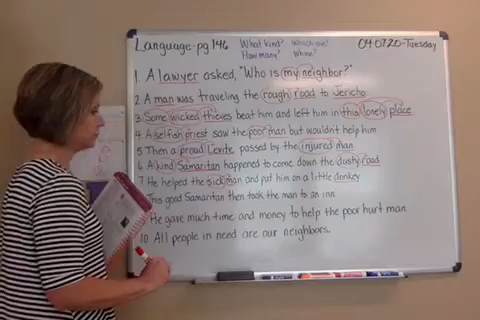 Language-pg 146
What kind? Which one?
How many? Whose?
04.07.20-Tuesday
1. A lawyer asked, "Who is my neighbor?"
2 A man was traveling the rough road to Jericho.
3. Some wicked thieves beat him and left him in this lonely place
4 A selfish priest saw the poor man but wouldn't help him
5 Then a proud Levite passed by the injured man
6 A kind Samaritan happened to come down the dusty road
7 He helped the sick man and put him on a little donkey
his good Samaritan then took the man to an inn
He gave much time and money to help the poor hurt man
10 All people in need are our neighbors.